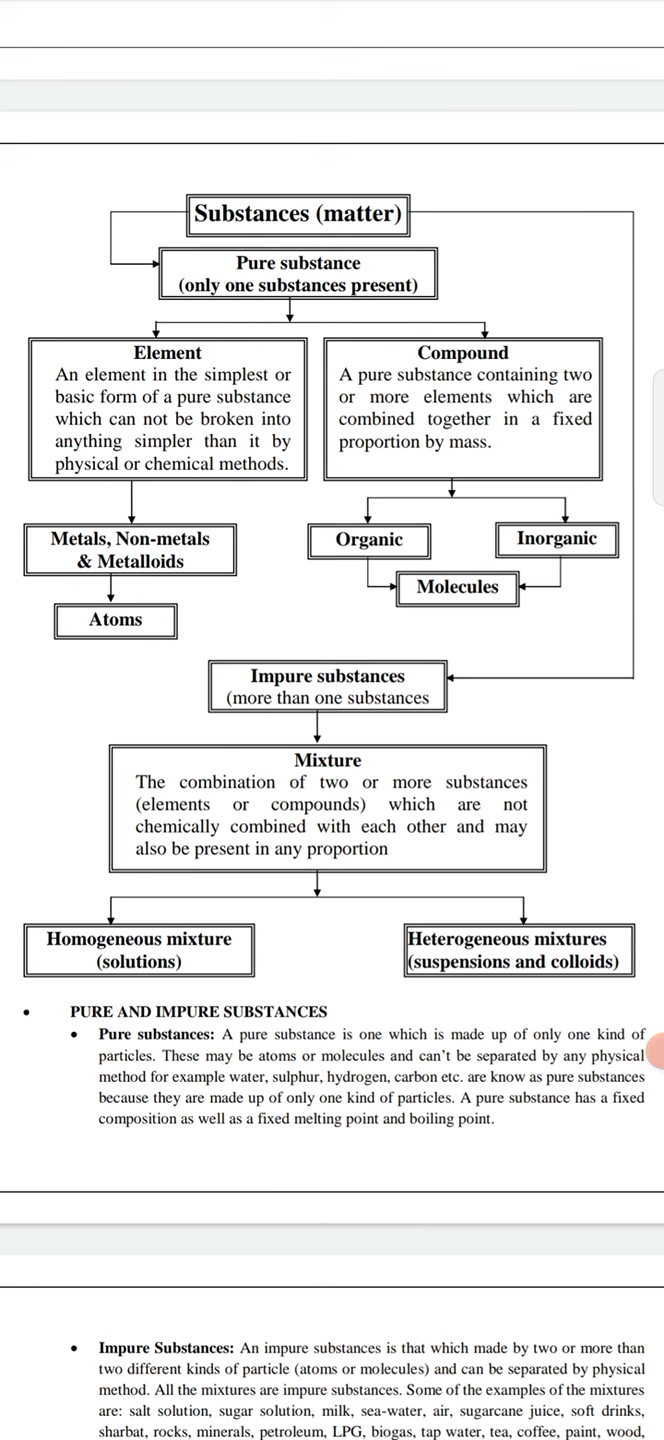 Substances (matter)
Pure substance
(only one substances present)
Element
An element in the simplest or
basic form of a pure substance
which can not be broken into
anything simpler than it by
physical or chemical methods.
Compound
A pure substance containing two
or more elements which are
combined together in a fixed
proportion by mass.
Metals, Non-metals
& Metalloids
Organic
Inorganic
Molecules
Atoms
Impure substances
(more than one substances
Mixture
The combination of two or more substances
(elements or compounds) which are not
chemically combined with each other and may
also be present in any proportion
Homogeneous mixture
(solutions)
Heterogeneous mixtures
(suspensions and colloids)
• PURE AND IMPURE SUBSTANCES
• Pure substances: A pure substance is one which is made up of only one kind of
particles. These may be atoms or molecules and can’t be separated by any physical
method for example water, sulphur, hydrogen, carbon etc. are know as pure substances
because they are made up of only one kind of particles. A pure substance has a fixed
composition as well as a fixed melting point and boiling point.
• Impure Substances: An impure substances is that which made by two or more than
two different kinds of particle (atoms or molecules) and can be separated by physical
method. All the mixtures are impure substances. Some of the examples of the mixtures
are: salt solution, sugar solution, milk, sea-water, air, sugarcane juice, soft drinks,
sharbat, rocks, minerals, petroleum, LPG, biogas, tap water, tea, coffee, paint, wood,